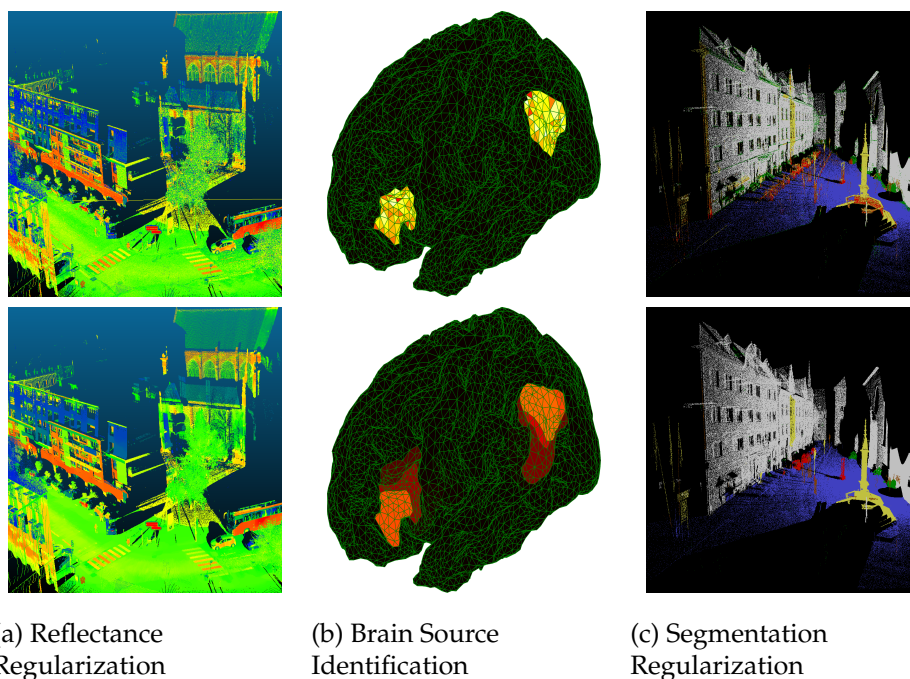 (a) Reflectance
Regularization
(b) Brain Source
Identification
(c) Segmentation
Regularization